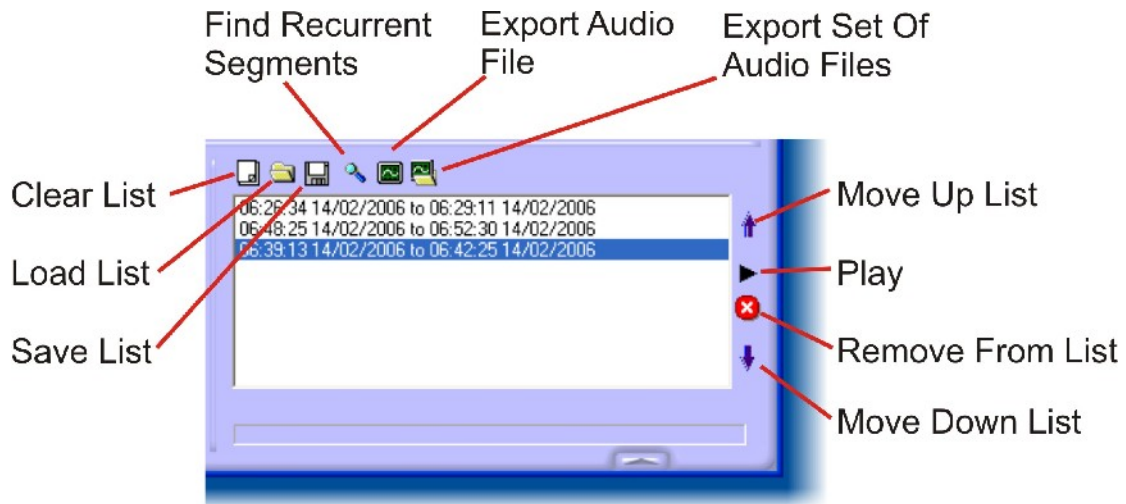 Find Recurrent
Segments
Export Audio
File
Export Set Of
Audio Files
Clear List
Load List
Save List
06:26:34 14/02/2006 to 06:29:11 14/02/2006
06:48:25 14/02/2006 to 06:52:30 14/02/2006
06:39:13 14/02/2006 to 06:42:25 14/02/2006
Move Up List
Play
Remove From List
Move Down List